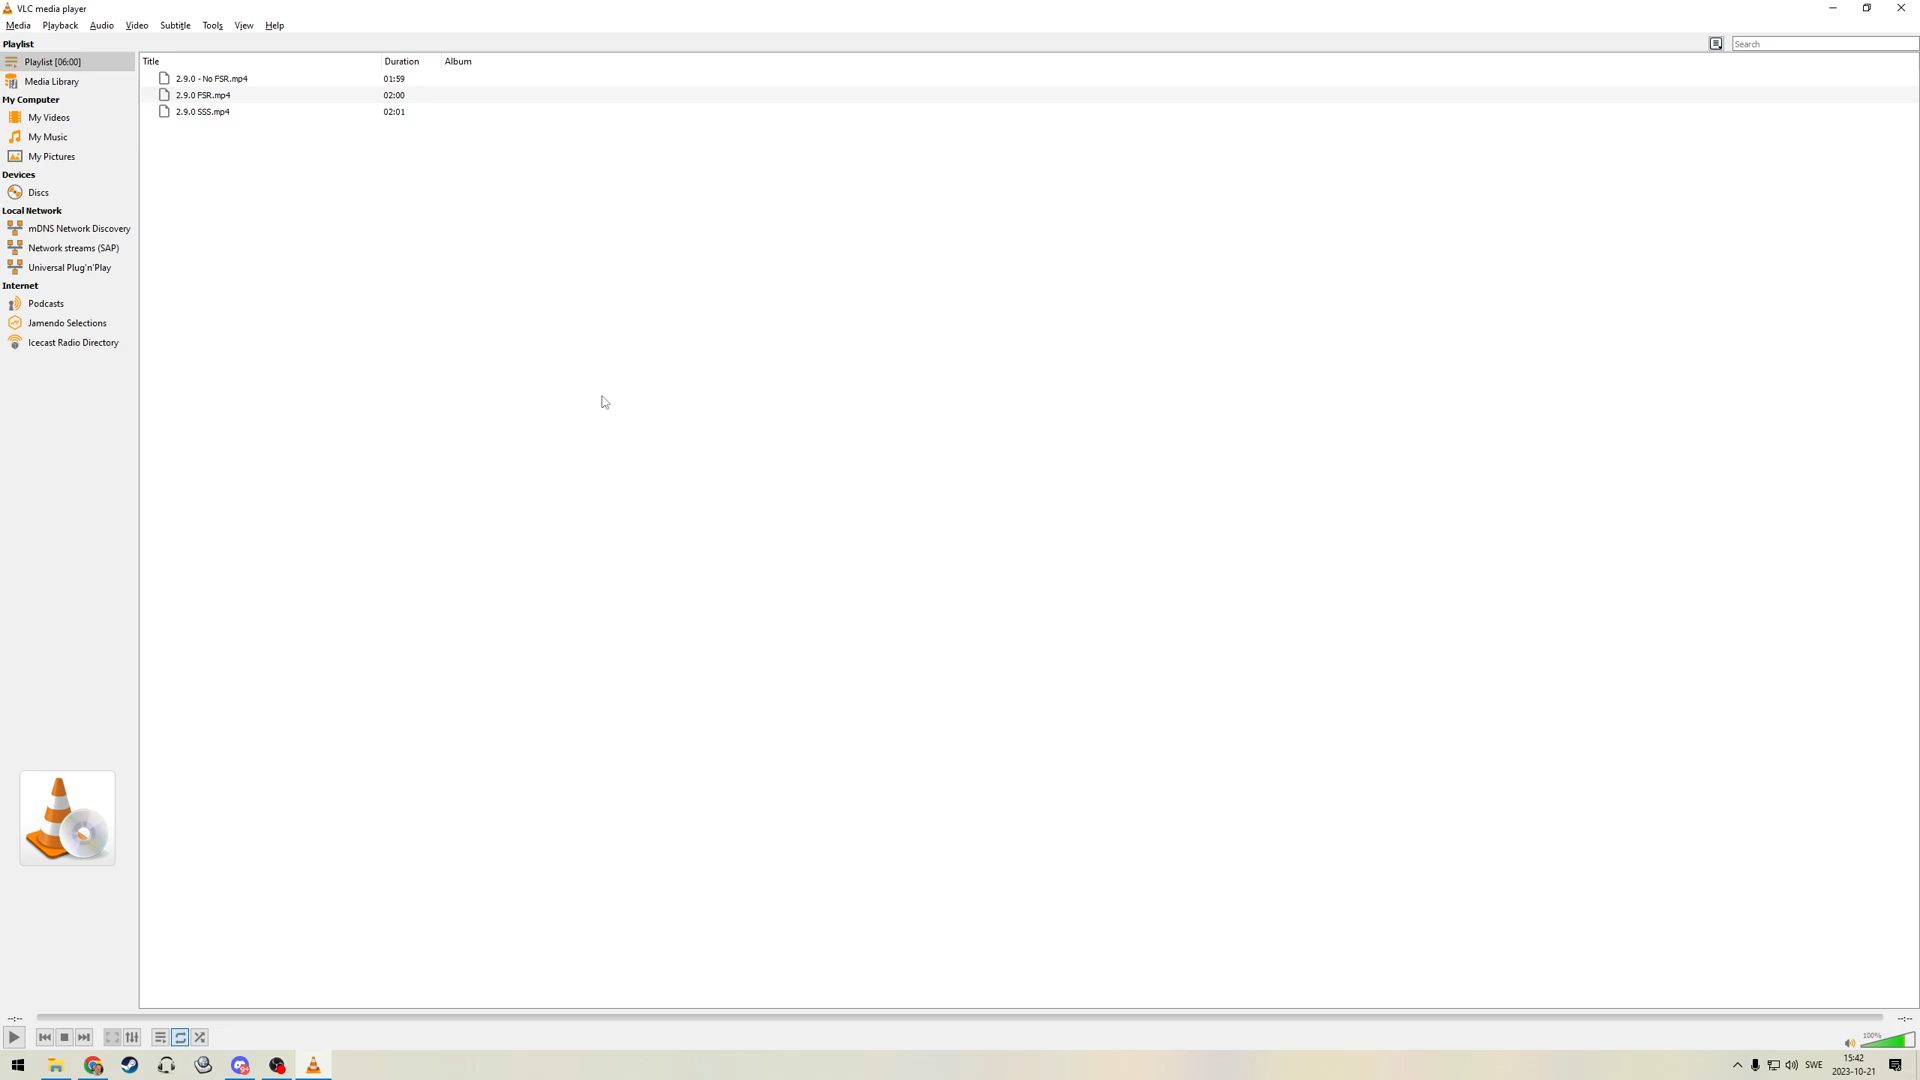 VLC media player
Media Playback Audio Video Subtitle Tools View Help
Playlist
Search
Playlist [06:00]
Media Library
My Computer
My Videos
My Music
My Pictures
Devices
Discs
Local Network
mDNS Network Discovery
Network streams (SAP)
Universal Plug'n'Play
Internet
Podcasts
Jamendo Selections
Icecast Radio Directory
Title Duration Album
2.9.0 - No FSR.mp4 01:59
2.9.0 FSR.mp4 02:00
2.9.0 SSS.mp4 02:01
--:-- --:--
100%
9+
SWE
15:42
2023-10-21